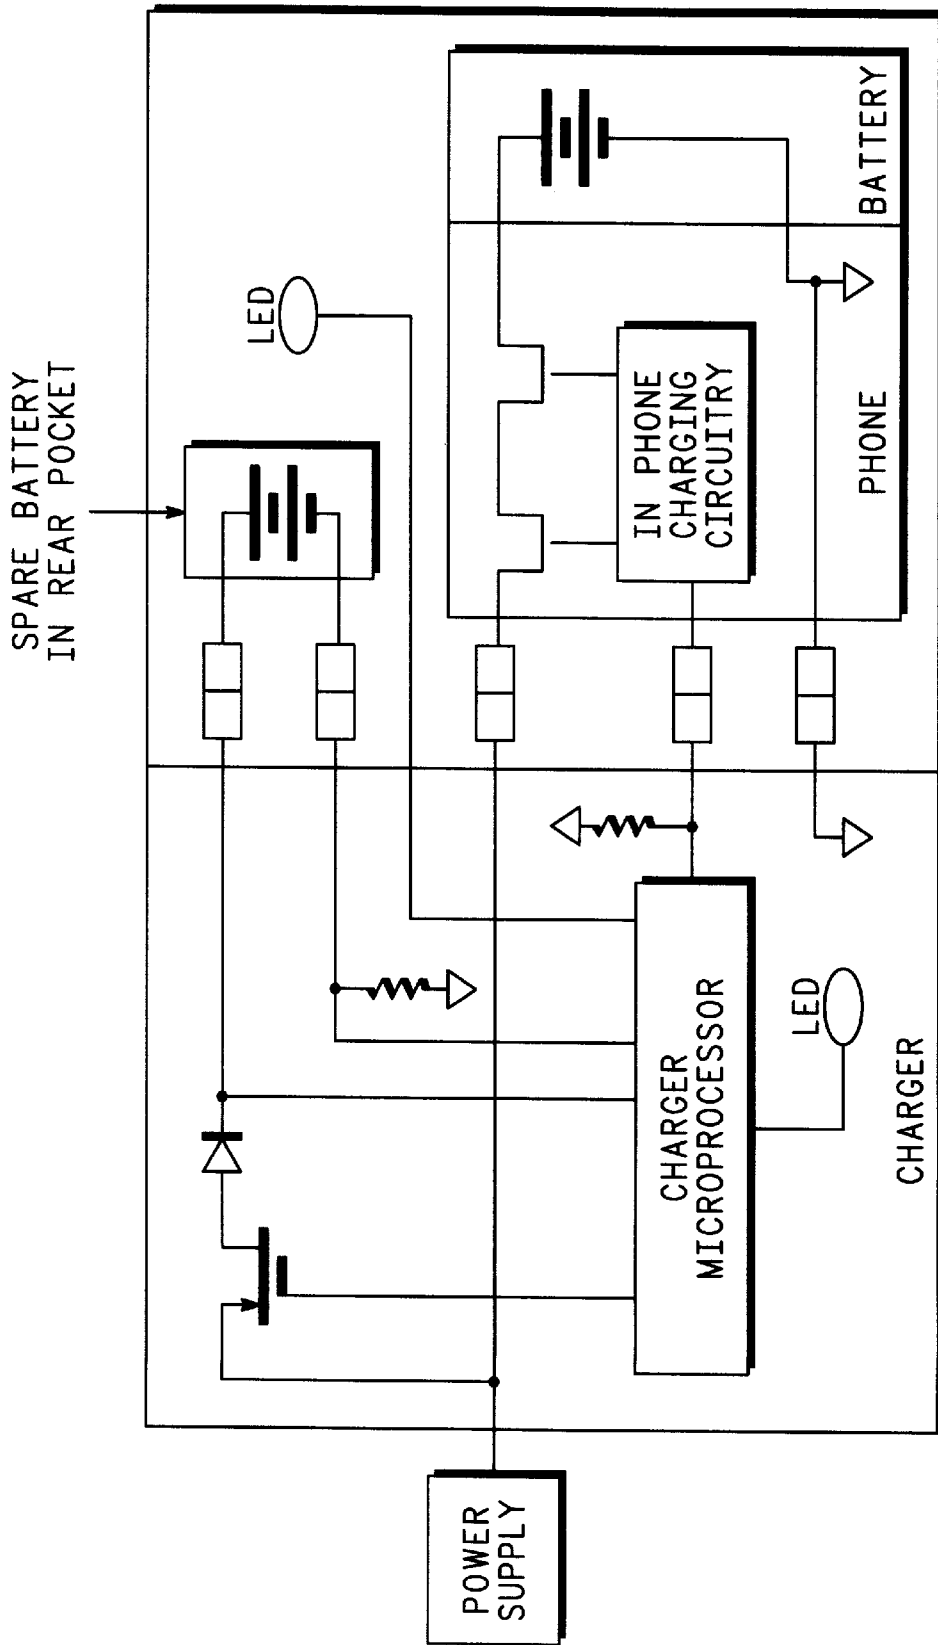 SPARE BATTERY
IN REAR POCKET
LED
BATTERY
IN PHONE
CHARGING
CIRCUITRY
PHONE
CHARGER
MICROPROCESSOR
LED
CHARGER
POWER
SUPPLY